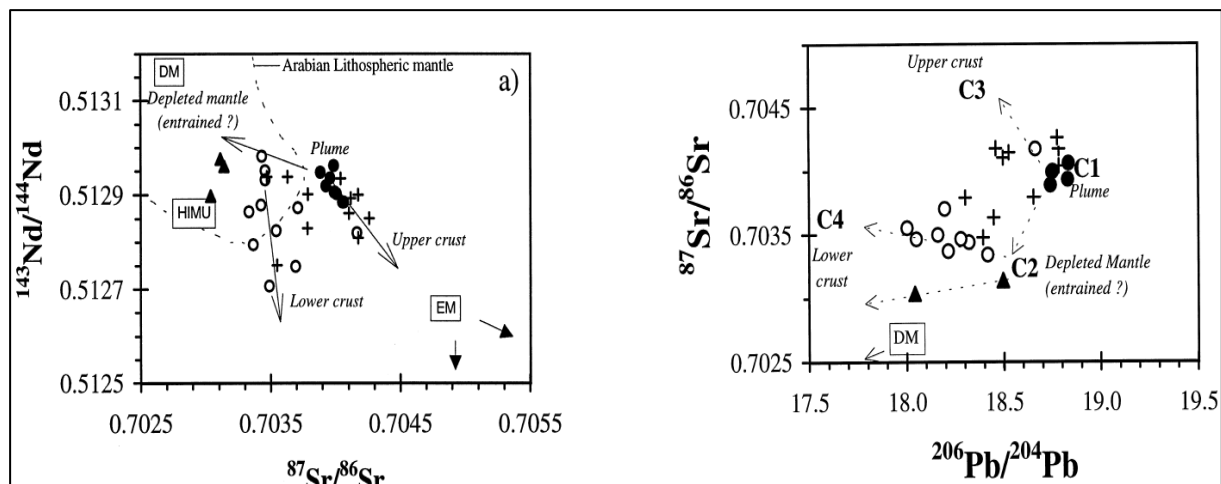 a)
Arabian Lithospheric mantle
DM
Depleted mantle
(entrained ?)
Plume
HIMU
Upper crust
Lower crust
EM
0.5131
0.5129
0.5127
0.5125
143Nd/144Nd
0.7025 0.7035 0.7045 0.7055
87Sr/86Sr
Upper crust
C3
C1
Plume
C4
Lower
crust
C2
Depleted Mantle
(entrained ?)
DM
0.7045
0.7035
0.7025
87Sr/86Sr
17.5 18.0 18.5 19.0 19.5
206Pb/204Pb